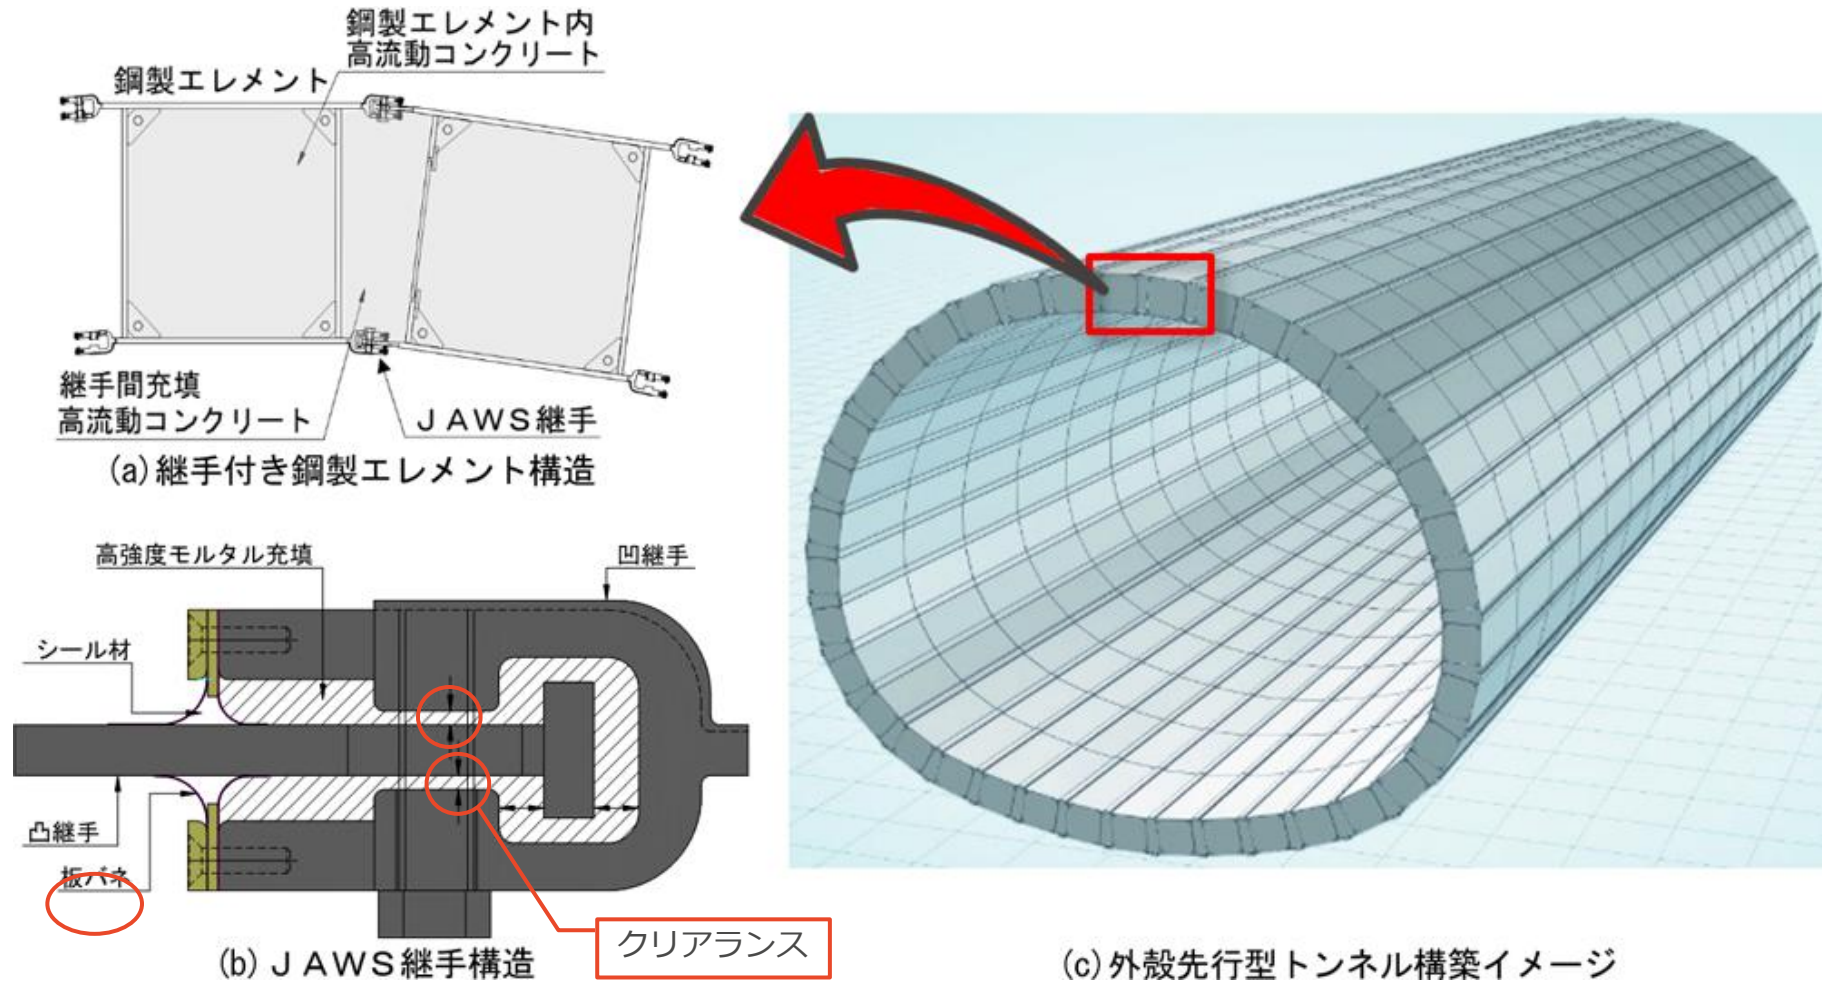 鋼製エレメント内
高流動コンクリート
鋼製エレメント
継手間充填
高流動コンクリート
ＪＡＷＳ継手
(a)継手付き鋼製エレメント構造
高強度モルタル充填
凹継手
シール材
凸継手
板バネ
クリアランス
(b)ＪＡＷＳ継手構造
(c)外殻先行型トンネル構築イメージ